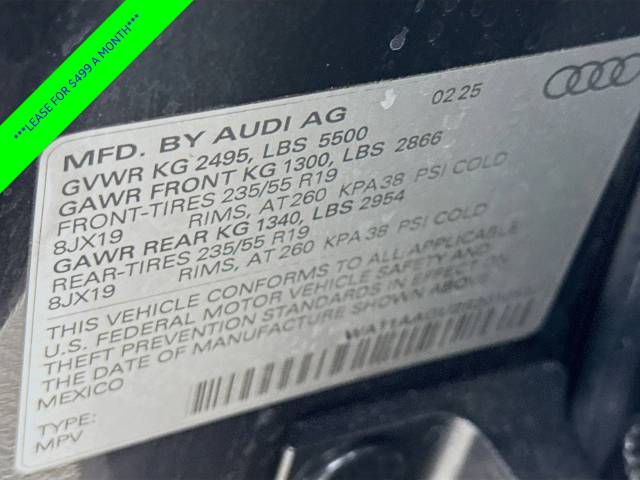 ***LEASE FOR $499 A MONTH***
MFD. BY AUDI AG 02 25
GVWR KG 2495, LBS 5500
GAWR FRONT KG 1300, LBS 2866
FRONT-TIRES 235/55 R19
8JX19 RIMS, AT 260 KPA 38 PSI COLD
GAWR REAR KG 1340, LBS 2954
REAR-TIRES 235/55 R19
8JX19 RIMS, AT 260 KPA 38 PSI COLD
THIS VEHICLE CONFORMS TO ALL APPLICABLE
U.S. FEDERAL MOTOR VEHICLE SAFETY AND
THEFT PREVENTION STANDARDS IN EFFECT ON
THE DATE OF MANUFACTURE SHOWN ABOVE.
MEXICO
TYPE:
MPV